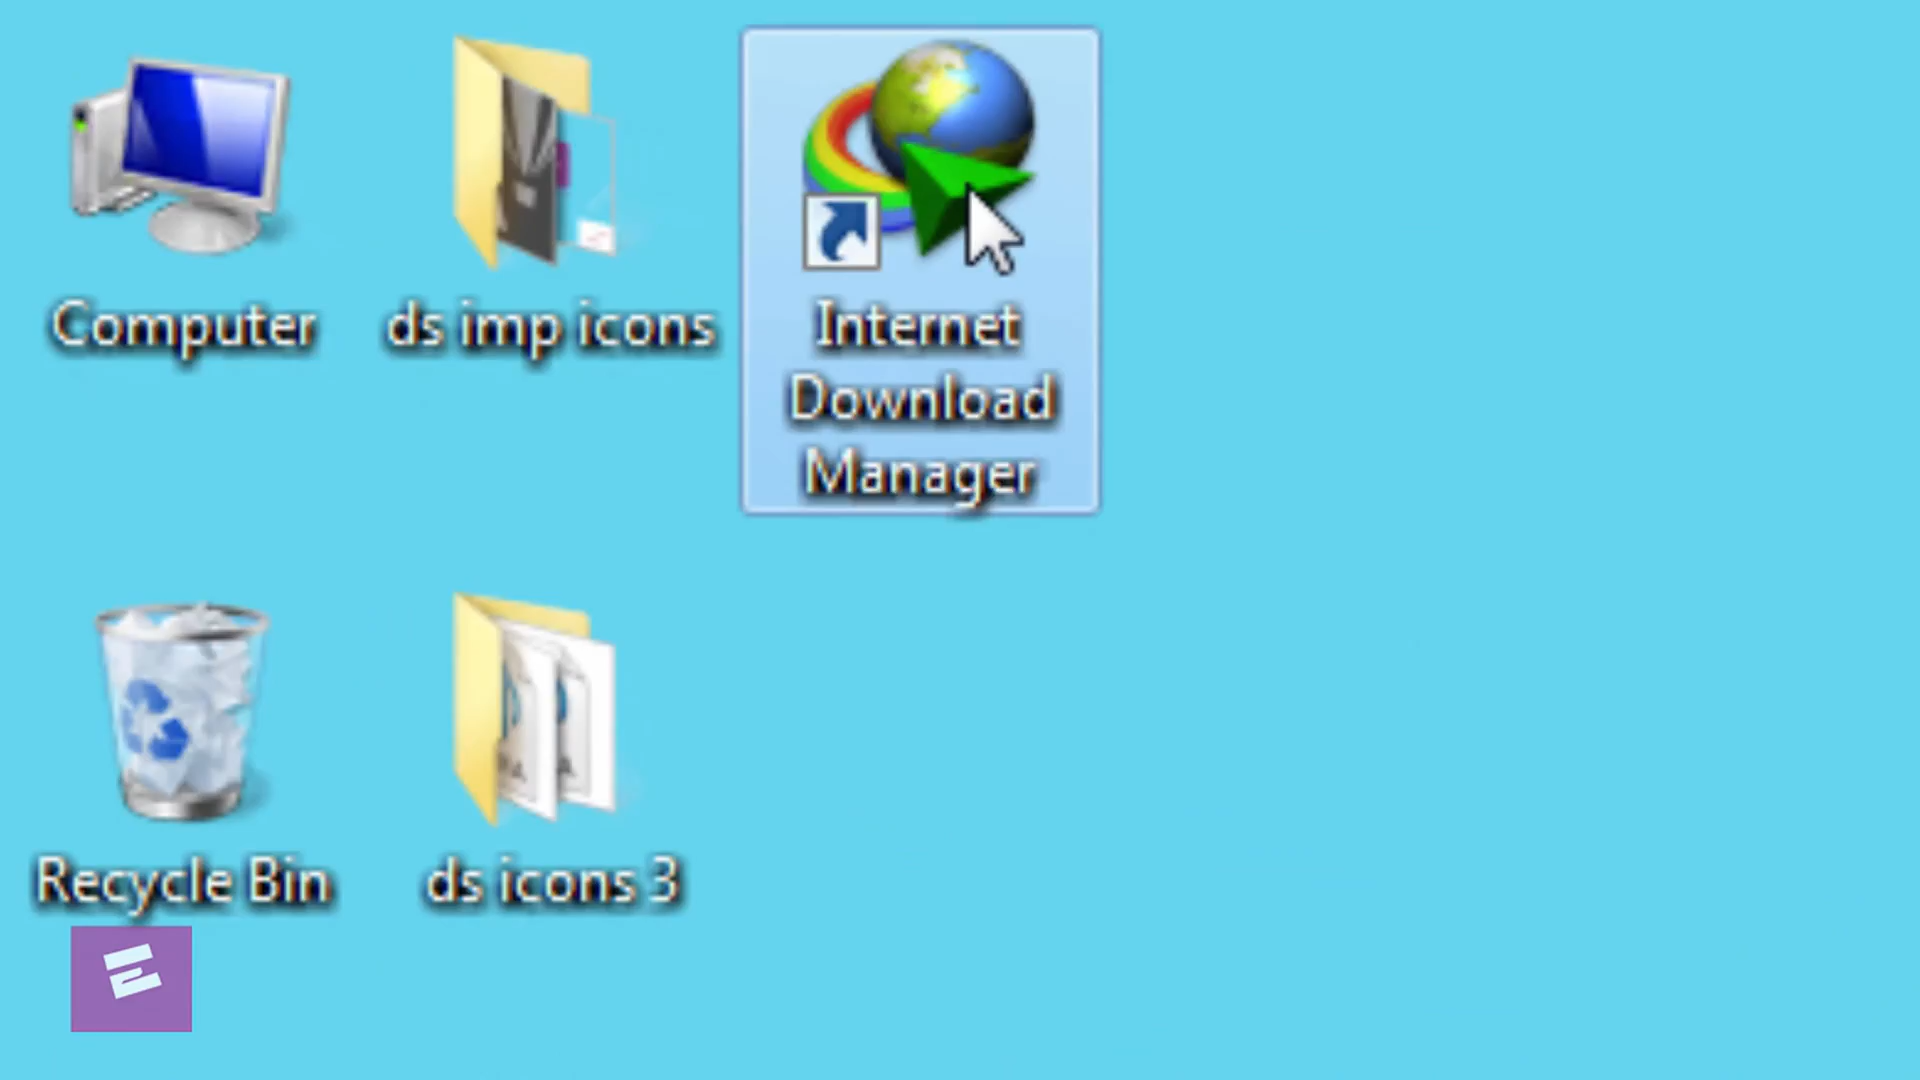 Computer
ds imp icons
Internet
Download
Manager
Recycle Bin
ds icons 3